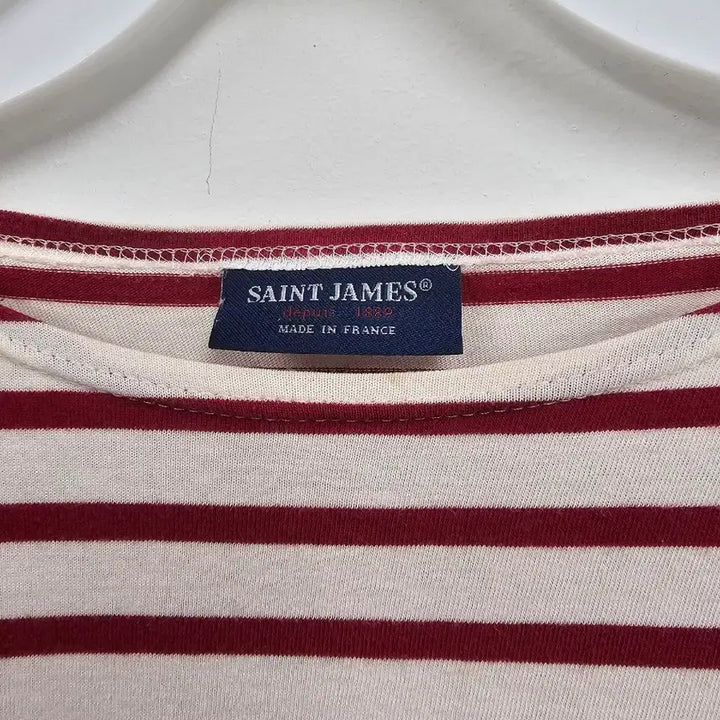 SAINT JAMES®
depuis 1889
MADE IN FRANCE